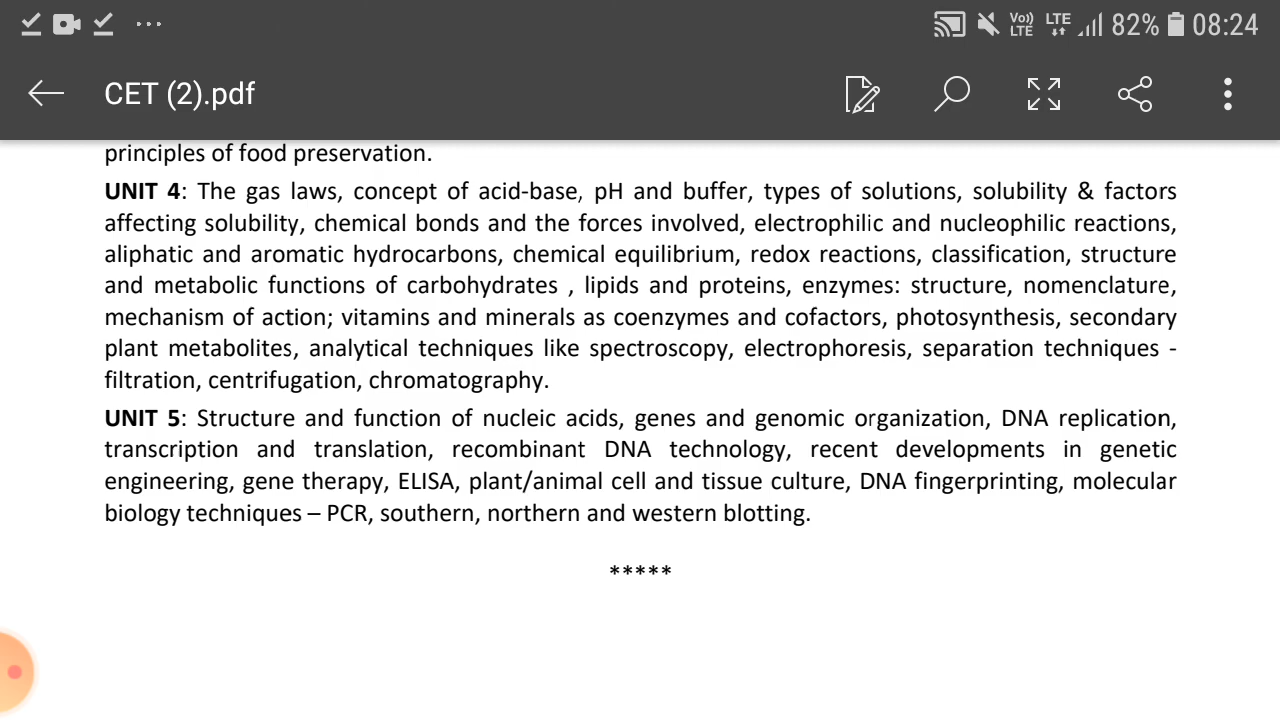 Vo)) LTE LTE 82% 08:24
CET (2).pdf
principles of food preservation.
UNIT 4: The gas laws, concept of acid-base, pH and buffer, types of solutions, solubility & factors
affecting solubility, chemical bonds and the forces involved, electrophilic and nucleophilic reactions,
aliphatic and aromatic hydrocarbons, chemical equilibrium, redox reactions, classification, structure
and metabolic functions of carbohydrates , lipids and proteins, enzymes: structure, nomenclature,
mechanism of action; vitamins and minerals as coenzymes and cofactors, photosynthesis, secondary
plant metabolites, analytical techniques like spectroscopy, electrophoresis, separation techniques -
filtration, centrifugation, chromatography.
UNIT 5: Structure and function of nucleic acids, genes and genomic organization, DNA replication,
transcription and translation, recombinant DNA technology, recent developments in genetic
engineering, gene therapy, ELISA, plant/animal cell and tissue culture, DNA fingerprinting, molecular
biology techniques – PCR, southern, northern and western blotting.
*****